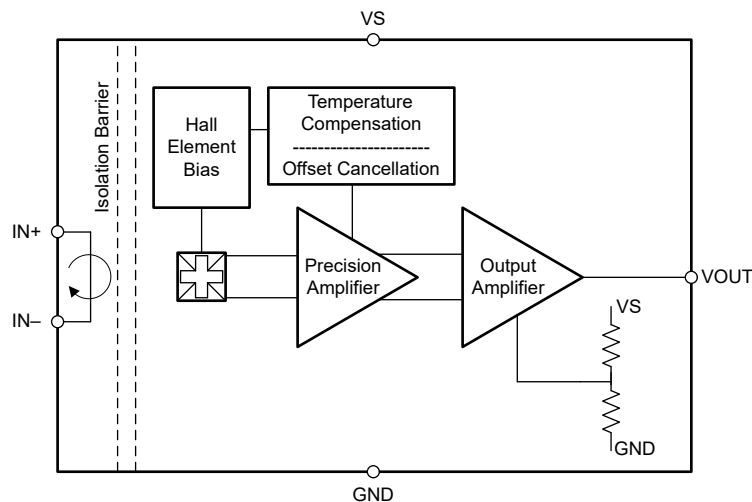 VS
Isolation Barrier
Hall
Element
Bias
Temperature
Compensation
-----------------------
Offset Cancellation
IN+
IN–
Precision
Amplifier
Output
Amplifier
VOUT
VS
GND
GND